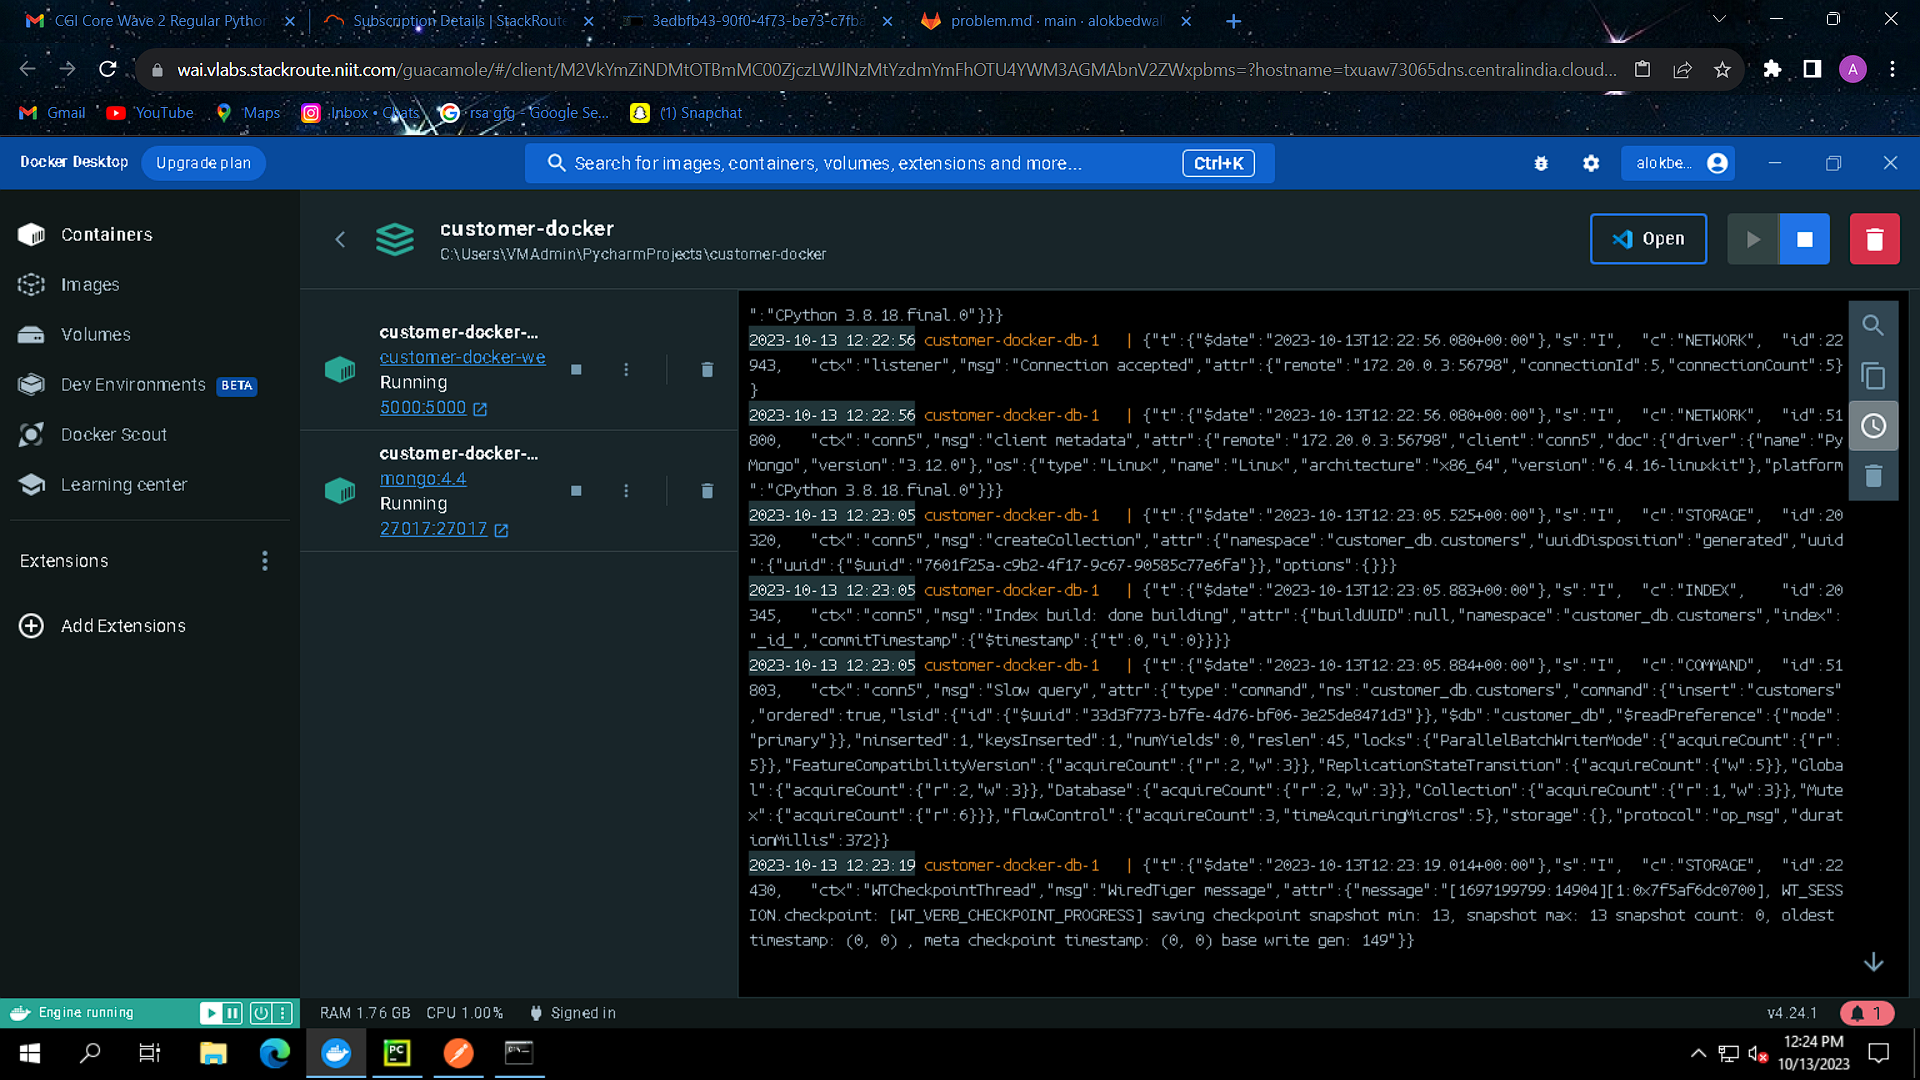 CGI Core Wave 2 Regular Pythor
Subscription Details | StackRoute
3edbfb43-90f0-4f73-be73-c7fba
problem.md · main · alokbedwal
wai.vlabs.stackroute.niit.com/guacamole/#/client/M2VkYmZiNDMtOTBmMC00ZjczLWJlNzMtYzdmYmFhOTU4YWM3AGMAbnV2ZWxpbms=?hostname=txuaw73065dns.centralindia.cloud...
A
Gmail
YouTube
Maps
Inbox • Chats
rsa gfg - Google Se...
(1) Snapchat
Docker Desktop
Upgrade plan
Search for images, containers, volumes, extensions and more...
Ctrl+K
alokbe...
Containers
Images
Volumes
Dev Environments BETA
Docker Scout
Learning center
Extensions
Add Extensions
customer-docker
C:\Users\VMAdmin\PycharmProjects\customer-docker
Open
customer-docker-...
customer-docker-we
Running
5000:5000
customer-docker-...
mongo:4.4
Running
27017:27017
":"CPython 3.8.18.final.0"}}}
2023-10-13 12:22:56 customer-docker-db-1 | {"t":{"$date":"2023-10-13T12:22:56.080+00:00"},"s":"I", "c":"NETWORK", "id":22
943, "ctx":"listener","msg":"Connection accepted","attr":{"remote":"172.20.0.3:56798","connectionId":5,"connectionCount":5}
}
2023-10-13 12:22:56 customer-docker-db-1 | {"t":{"$date":"2023-10-13T12:22:56.080+00:00"},"s":"I", "c":"NETWORK", "id":51
800, "ctx":"conn5","msg":"client metadata","attr":{"remote":"172.20.0.3:56798","client":"conn5","doc":{"driver":{"name":"Py
Mongo","version":"3.12.0"},"os":{"type":"Linux","name":"Linux","architecture":"x86_64","version":"6.4.16-linuxkit"},"platform
":"CPython 3.8.18.final.0"}}}
2023-10-13 12:23:05 customer-docker-db-1 | {"t":{"$date":"2023-10-13T12:23:05.525+00:00"},"s":"I", "c":"STORAGE", "id":20
320, "ctx":"conn5","msg":"createCollection","attr":{"namespace":"customer_db.customers","uuidDisposition":"generated","uuid
":{"uuid":{"$uuid":"7601f25a-c9b2-4f17-9c67-90585c77e6fa"}},"options":{}}}
2023-10-13 12:23:05 customer-docker-db-1 | {"t":{"$date":"2023-10-13T12:23:05.883+00:00"},"s":"I", "c":"INDEX", "id":20
345, "ctx":"conn5","msg":"Index build: done building","attr":{"buildUUID":null,"namespace":"customer_db.customers","index":
"_id_","commitTimestamp":{"$timestamp":{"t":0,"i":0}}}}
2023-10-13 12:23:05 customer-docker-db-1 | {"t":{"$date":"2023-10-13T12:23:05.884+00:00"},"s":"I", "c":"COMMAND", "id":51
803, "ctx":"conn5","msg":"Slow query","attr":{"type":"command","ns":"customer_db.customers","command":{"insert":"customers"
,"ordered":true,"lsid":{"id":{"$uuid":"33d3f773-b7fe-4d76-bf06-3e25de8471d3"}},"$db":"customer_db","$readPreference":{"mode":
"primary"}},"ninserted":1,"keysInserted":1,"numYields":0,"reslen":45,"locks":{"ParallelBatchWriterMode":{"acquireCount":{"r":
5}},"FeatureCompatibilityVersion":{"acquireCount":{"r":2,"w":3}},"ReplicationStateTransition":{"acquireCount":{"w":5}},"Globa
l":{"acquireCount":{"r":2,"w":3}},"Database":{"acquireCount":{"r":2,"w":3}},"Collection":{"acquireCount":{"r":1,"w":3}},"Mute
x":{"acquireCount":{"r":6}}},"flowControl":{"acquireCount":3,"timeAcquiringMicros":5},"storage":{},"protocol":"op_msg","durat
ionMillis":372}}
2023-10-13 12:23:19 customer-docker-db-1 | {"t":{"$date":"2023-10-13T12:23:19.014+00:00"},"s":"I", "c":"STORAGE", "id":22
430, "ctx":"WTCheckpointThread","msg":"WiredTiger message","attr":{"message":"[1697199799:14904][1:0x7f5af6dc0700], WT_SESS
ION.checkpoint: [WT_VERB_CHECKPOINT_PROGRESS] saving checkpoint snapshot min: 13, snapshot max: 13 snapshot count: 0, oldest
timestamp: (0, 0) , meta checkpoint timestamp: (0, 0) base write gen: 149"}}
Engine running
RAM 1.76 GB CPU 1.00% Signed in
v4.24.1
1
PC
12:24 PM
10/13/2023